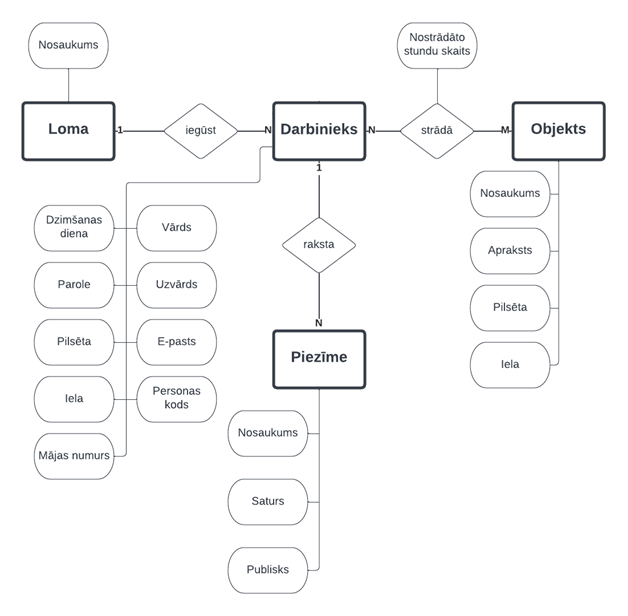 Nosaukums
Nostrādāto
stundu skaits
Loma
1
iegūst
N
Darbinieks
N
strādā
M
Objekts
1
Nosaukums
Dzimšanas
diena
Vārds
raksta
Apraksts
Parole
Uzvārds
Pilsēta
N
Pilsēta
E-pasts
Piezīme
Iela
Iela
Personas
kods
Nosaukums
Mājas numurs
Saturs
Publisks